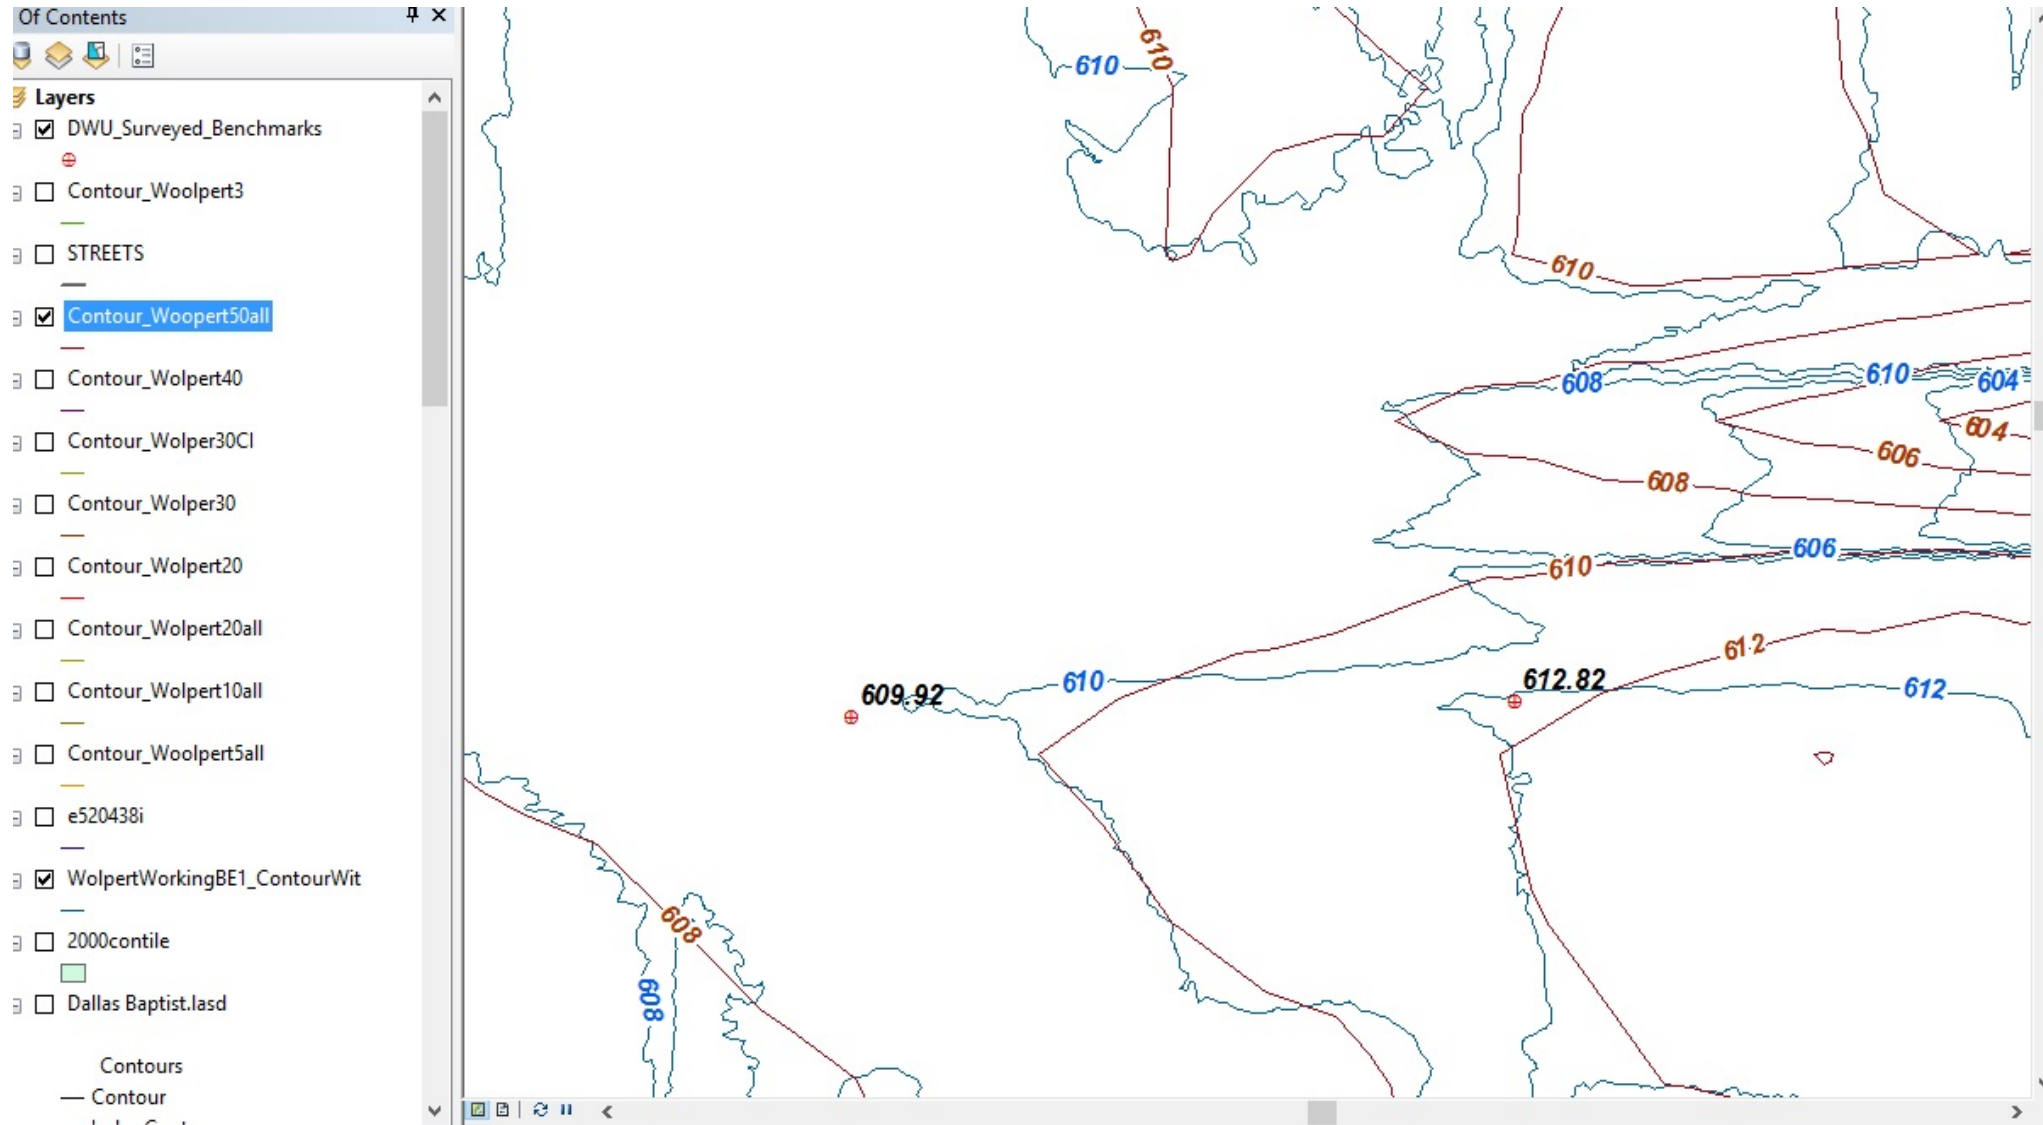 Of Contents
Layers
DWU_Surveyed_Benchmarks
Contour_Woolpert3
STREETS
Contour_Woopert50all
Contour_Wolpert40
Contour_Wolper30Cl
Contour_Wolper30
Contour_Wolpert20
Contour_Wolpert20all
Contour_Wolpert10all
Contour_Woolpert5all
e520438i
WolpertWorkingBE1_ContourWit
2000contile
Dallas Baptist.lasd
Contours
Contour
610
610
610
608
610
604
604
606
608
606
610
612
609.92
610
612.82
612
608
608